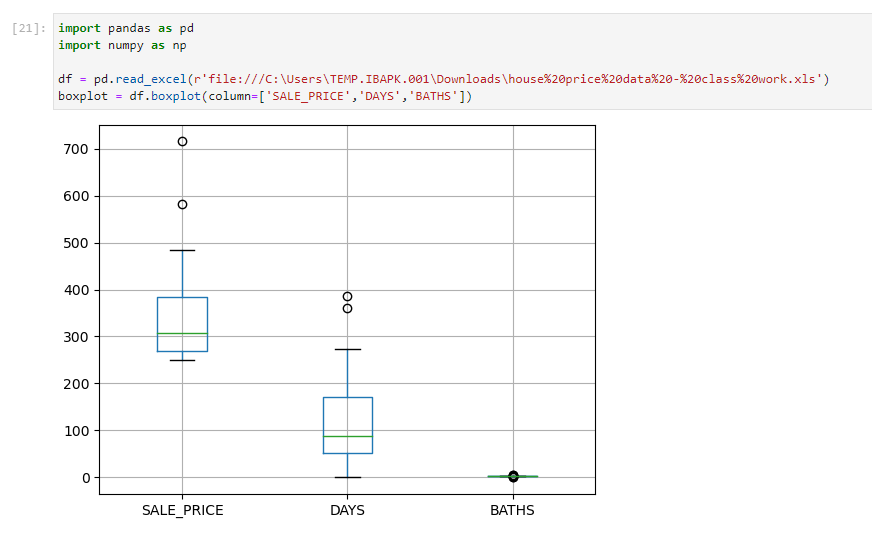 [21]: import pandas as pd
import numpy as np
df = pd.read_excel(r'file:///C:\Users\TEMP.IBAPK.001\Downloads\house%20price%20data%20-%20class%20work.xls')
boxplot = df.boxplot(column=['SALE_PRICE','DAYS','BATHS'])
700
600
500
400
300
200
100
0
SALE_PRICE DAYS BATHS